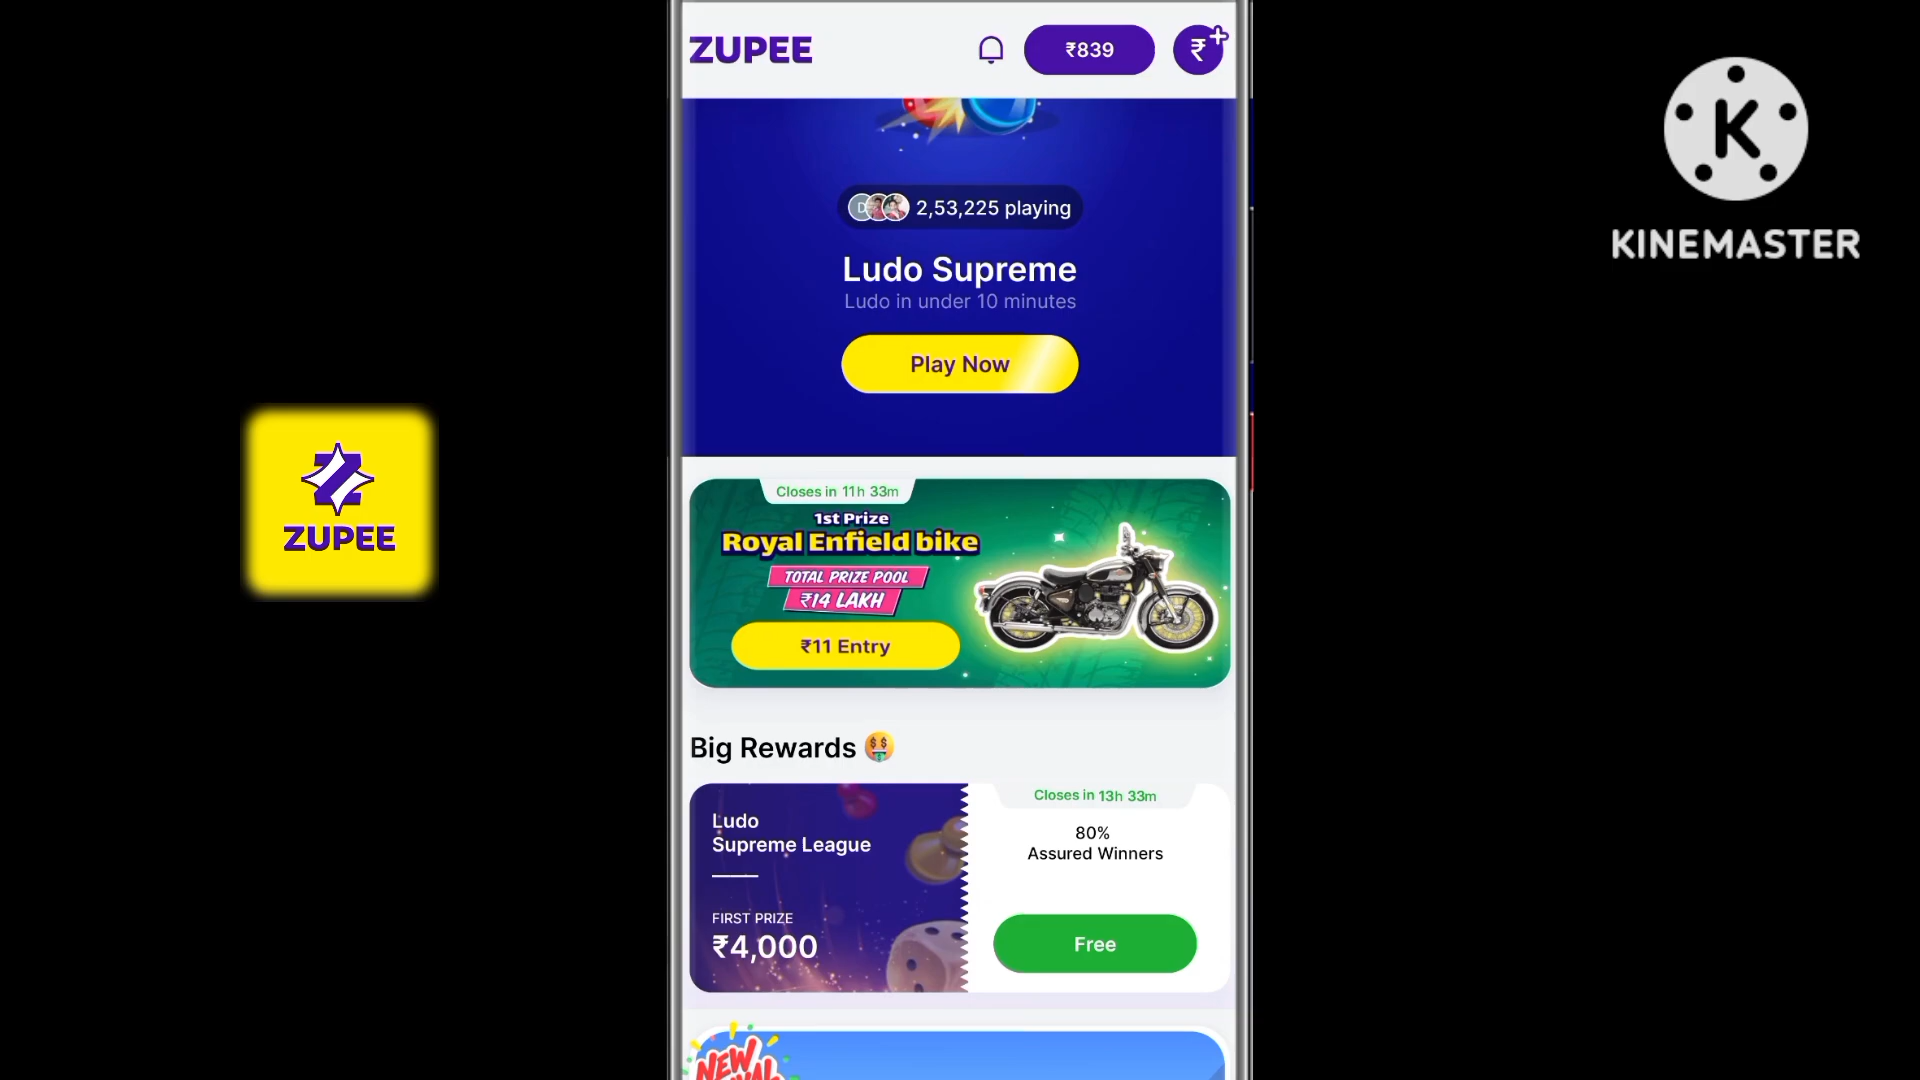 ZUPEE
₹839
₹+
KINEMASTER
K
D
2,53,225 playing
Ludo Supreme
Ludo in under 10 minutes
Play Now
Z
ZUPEE
Closes in 11h 33m
1st Prize
Royal Enfield bike
TOTAL PRIZE POOL
₹14 LAKH
₹11 Entry
Big Rewards
Ludo
Supreme League
FIRST PRIZE
₹4,000
Closes in 13h 33m
80%
Assured Winners
Free
NEW